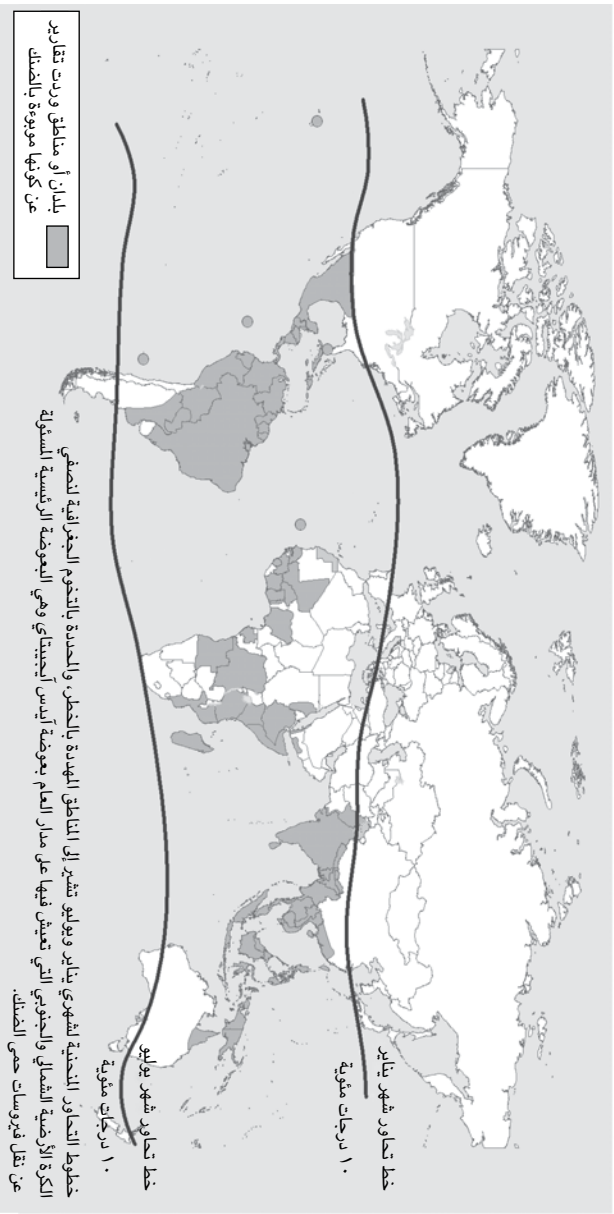 بلدان أو مناطق وردت تقارير
عن كونها موبوءة بالضنك
خط تحاور شهر يناير
١٠ درجات مئوية
خط تحاور شهر يوليو
١٠ درجات مئوية
خطوط التحاور المنحنية لشهري يناير ويوليو تشير إلى المناطق المهددة بالخطر، والمحددة بالتخوم الجغرافية لنصفي
الكرة الأرضية الشمالي والجنوبي التي تعيش فيها على مدار العام بعوضة آيدس آيجيبتاي وهي البعوضة الرئيسية المسئولة
عن نقل فيروسات حمى الضنك.